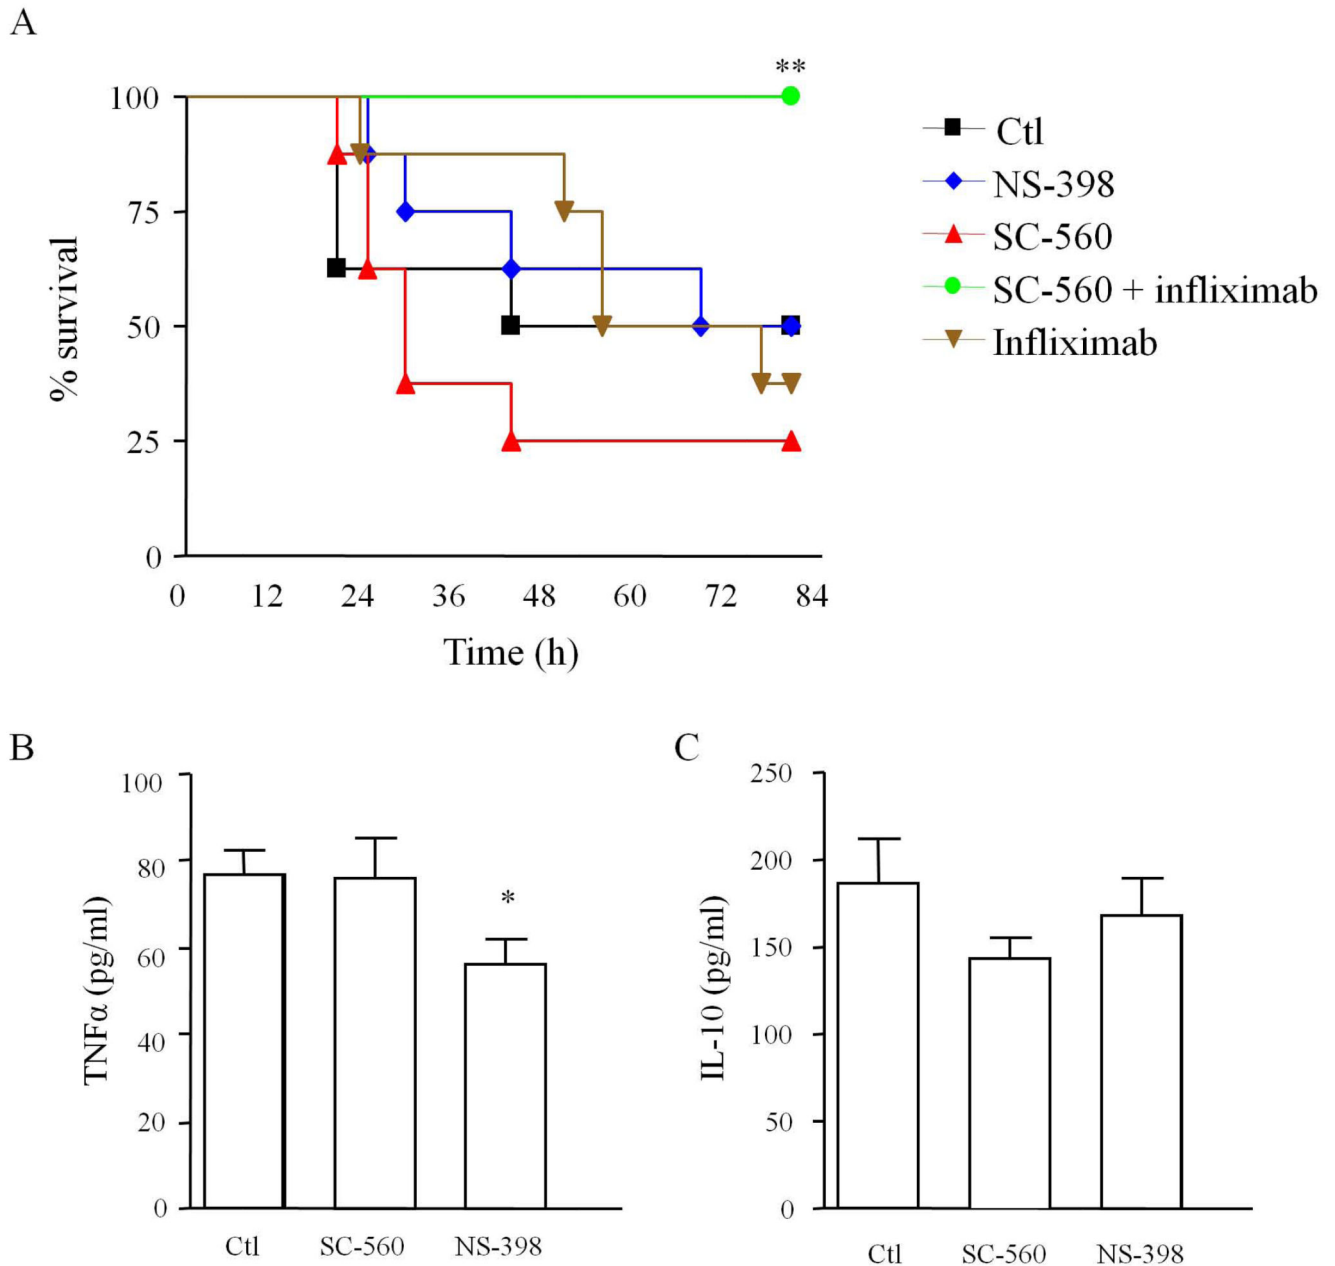 A
**
100
75
50
25
0
% survival
0 12 24 36 48 60 72 84
Time (h)
Ctl
NS-398
SC-560
SC-560 + infliximab
Infliximab
B
100
80
60
40
20
0
TNFα (pg/ml)
*
Ctl SC-560 NS-398
C
250
200
150
100
50
0
IL-10 (pg/ml)
Ctl SC-560 NS-398